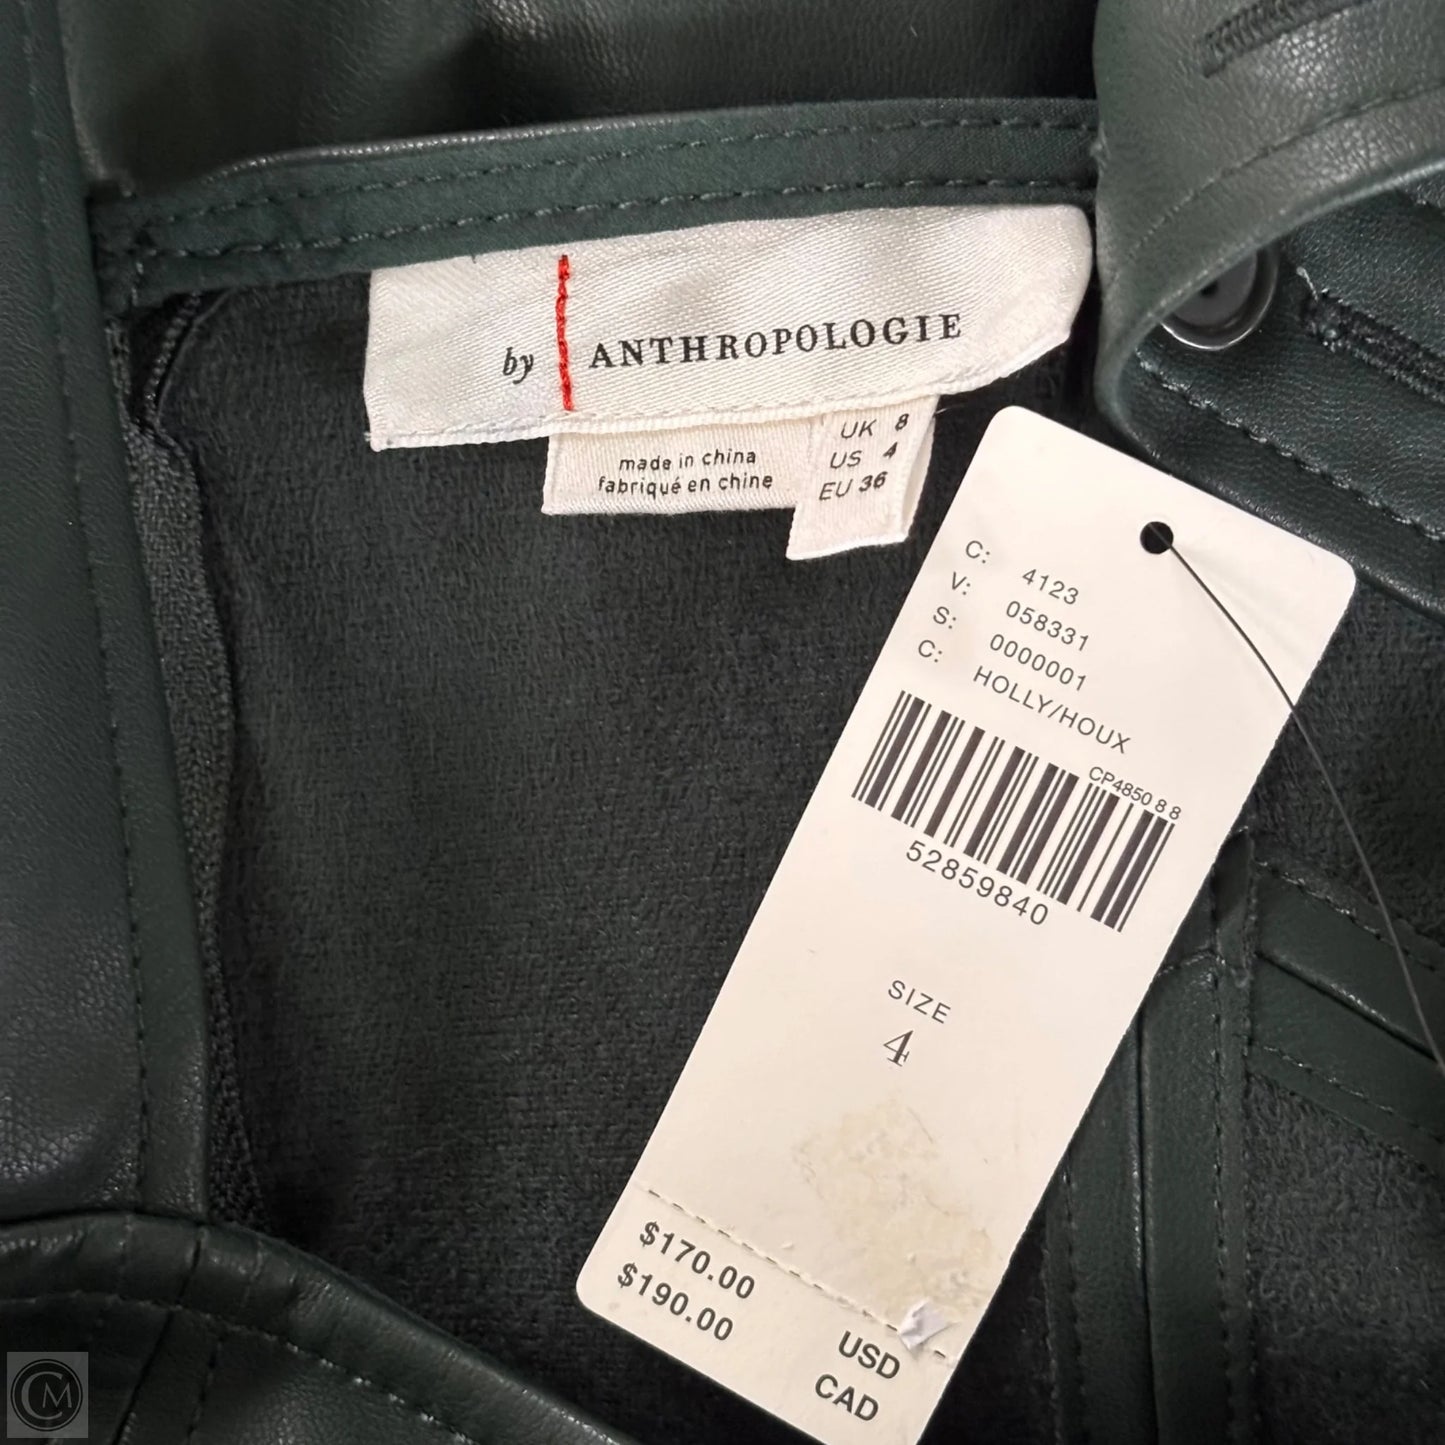 by ANTHROPOLOGIE
made in china
fabriqué en chine
UK 8
US 4
EU 36
C: 4123
V: 058331
S: 0000001
C: HOLLY/HOUX
CP4850 8 8
52859840
SIZE
4
$170.00 USD
$190.00 CAD
CM